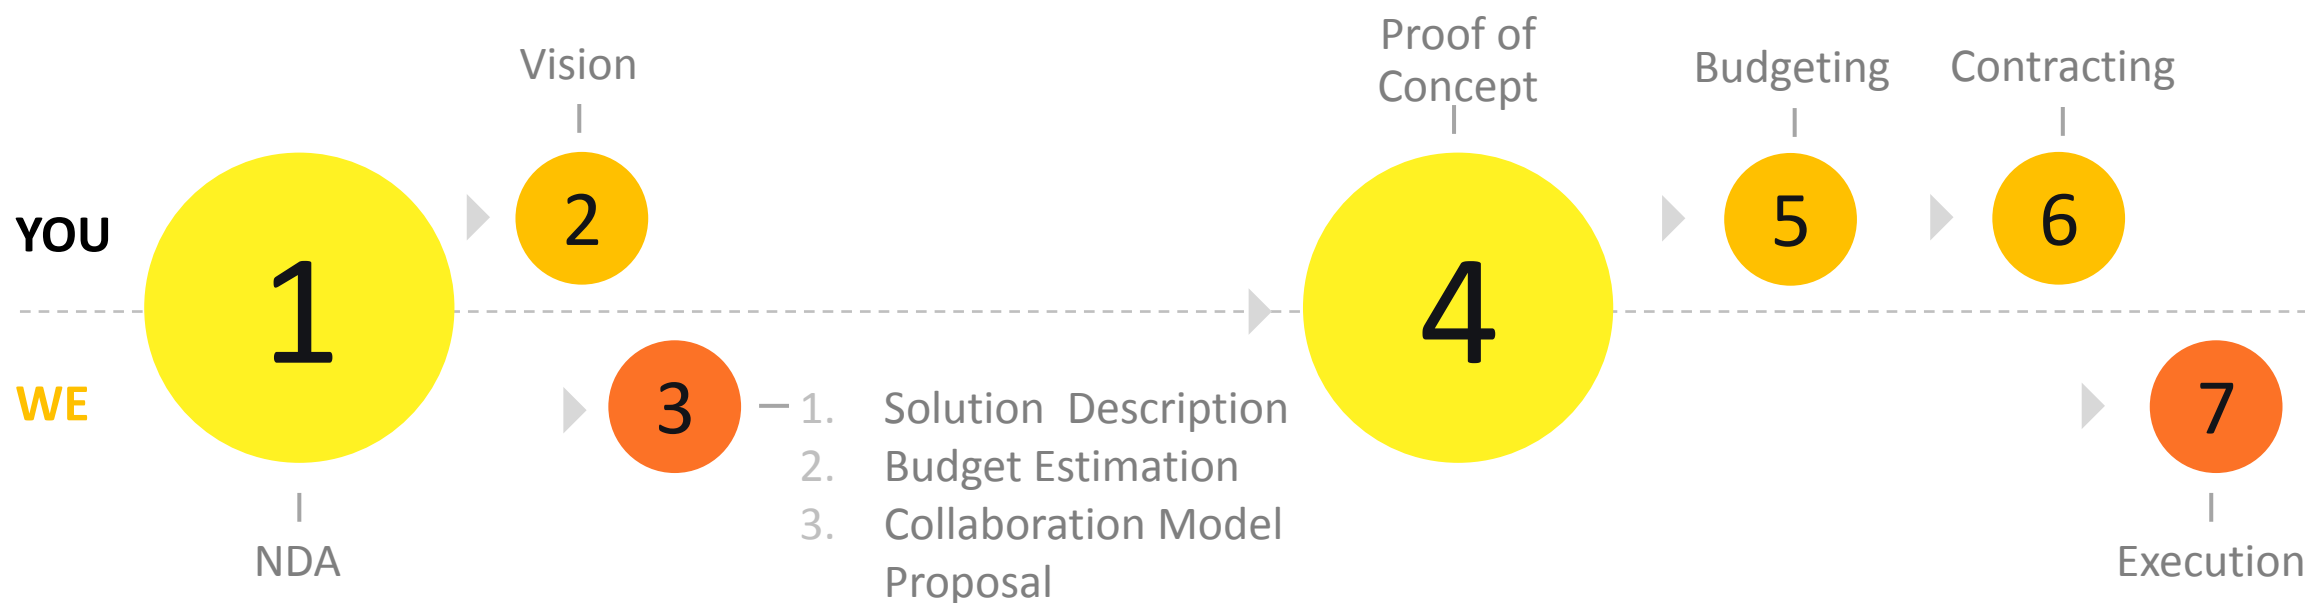 Vision
Proof of
Concept
Budgeting
Contracting
YOU
1
2
4
5
6
WE
3
7
1. Solution Description
2. Budget Estimation
3. Collaboration Model
Proposal
NDA
Execution